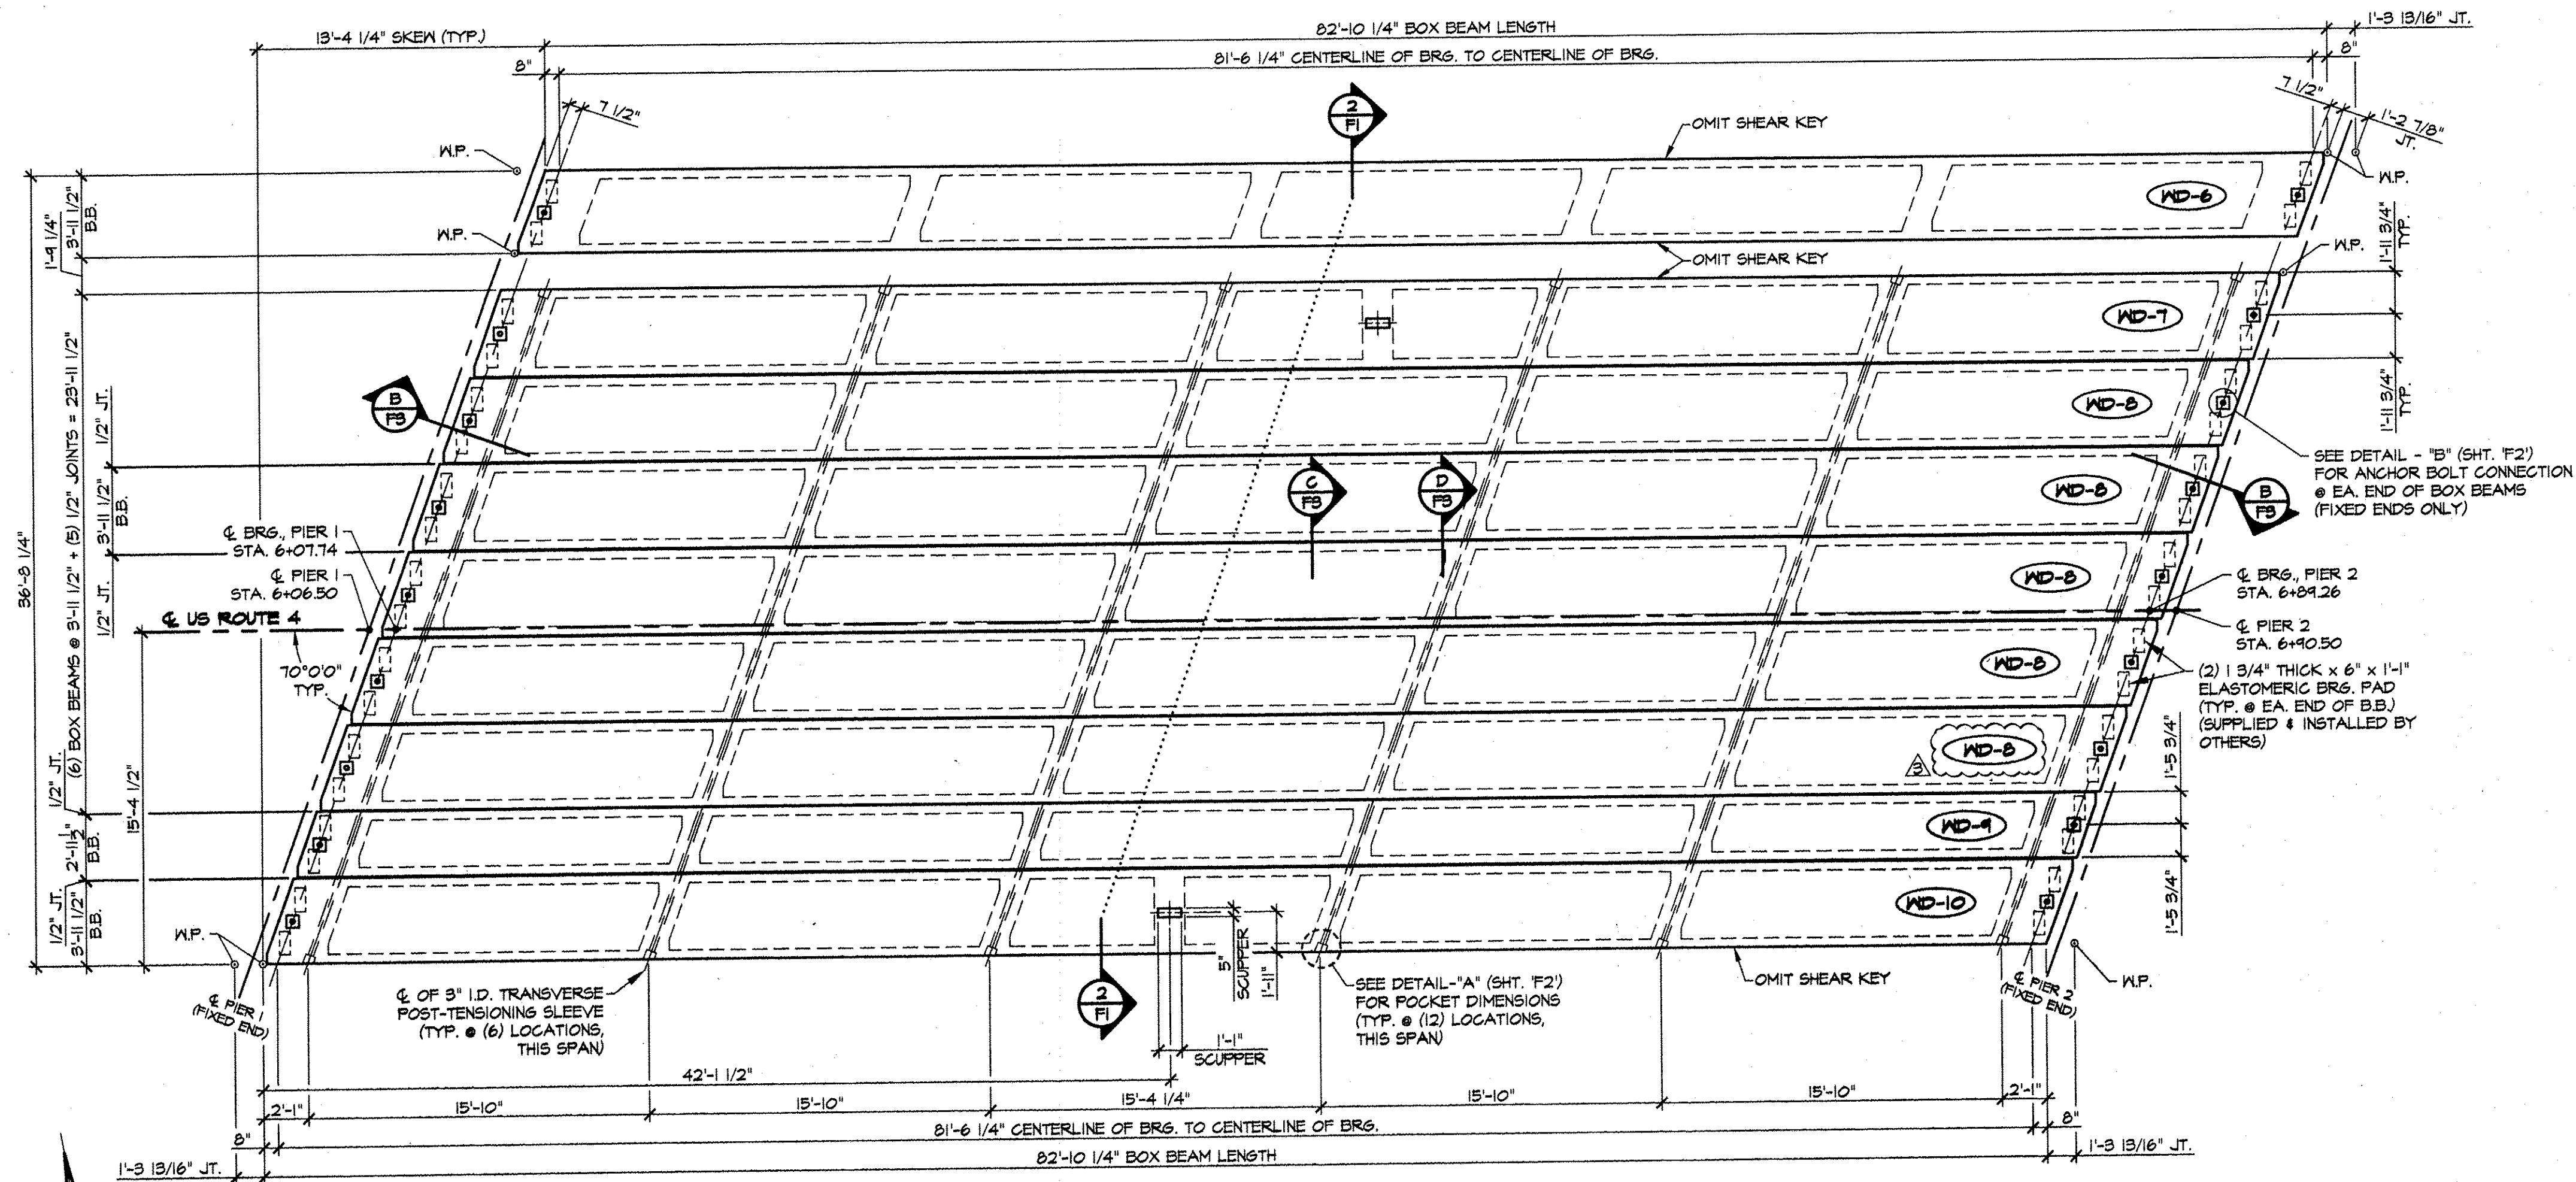 13'-4 1/4" SKEW (TYP.)
82'-10 1/4" BOX BEAM LENGTH
1'-3 13/16" JT.
8"
81'-6 1/4" CENTERLINE OF BRG. TO CENTERLINE OF BRG.
8"
7 1/2"
2
F1
7 1/2"
1'-2 7/8"
JT.
OMIT SHEAR KEY
W.P.
W.P.
WD-6
W.P.
OMIT SHEAR KEY
W.P.
3'-11 1/2"
B.B.
1'-9 1/4"
1'-11 3/4"
TYP.
WD-7
1'-11 3/4"
TYP.
B
F3
WD-8
SEE DETAIL - "B" (SHT. 'F2')
FOR ANCHOR BOLT CONNECTION
@ EA. END OF BOX BEAMS
(FIXED ENDS ONLY)
36'-8 1/4"
(6) BOX BEAMS @ 3'-11 1/2" + (5) 1/2" JOINTS = 23'-11 1/2"
1/2" JT.
3'-11 1/2"
B.B.
1/2" JT.
C
F3
D
F3
WD-8
B
F3
℄ BRG., PIER 1
STA. 6+07.74
℄ PIER 1
STA. 6+06.50
℄ US ROUTE 4
WD-8
℄ BRG., PIER 2
STA. 6+89.26
℄ PIER 2
STA. 6+90.50
70°0'0"
TYP.
WD-8
(2) 1 3/4" THICK x 6" x 1'-1"
ELASTOMERIC BRG. PAD
(TYP. @ EA. END OF B.B.)
(SUPPLIED & INSTALLED BY
OTHERS)
WD-8
3
1/2" JT.
15'-4 1/2"
1'-5 3/4"
WD-9
B.B.
1'-5 3/4"
WD-10
1/2" JT.
3'-11 1/2"
B.B.
W.P.
5"
SCUPPER
1'-11"
OMIT SHEAR KEY
W.P.
℄ PIER 1
(FIXED END)
℄ PIER 2
(FIXED END)
℄ OF 3" I.D. TRANSVERSE
POST-TENSIONING SLEEVE
(TYP. @ (6) LOCATIONS,
THIS SPAN)
2
F1
SEE DETAIL-"A" (SHT. 'F2')
FOR POCKET DIMENSIONS
(TYP. @ (12) LOCATIONS,
THIS SPAN)
1'-1"
SCUPPER
42'-1 1/2"
2'-1"
15'-10"
15'-10"
15'-4 1/4"
15'-10"
15'-10"
2'-1"
8"
81'-6 1/4" CENTERLINE OF BRG. TO CENTERLINE OF BRG.
8"
1'-3 13/16" JT.
82'-10 1/4" BOX BEAM LENGTH
1'-3 13/16" JT.